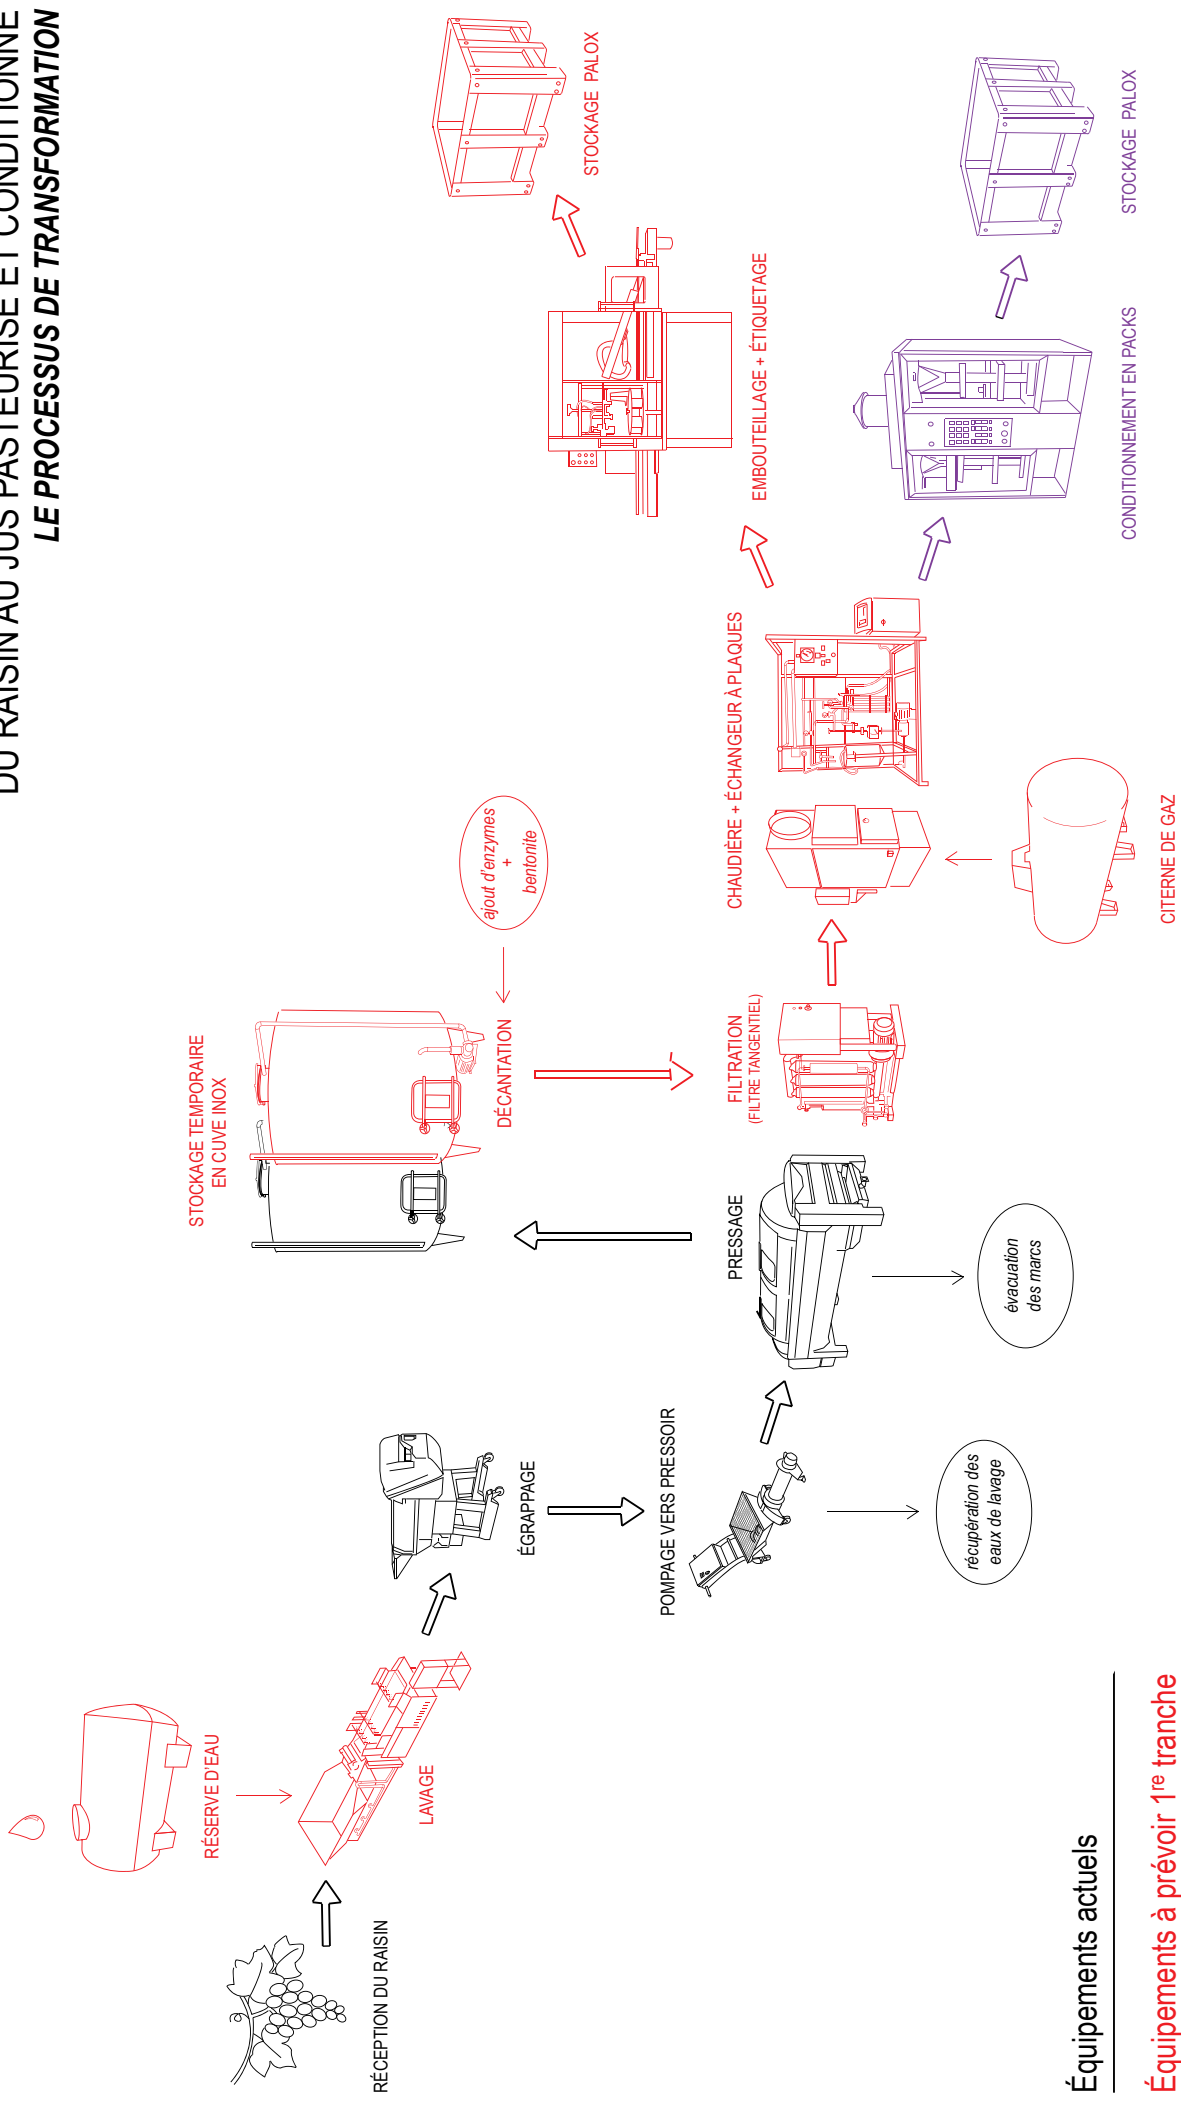 DU RAISIN AU JUS PASTEURISÉ ET CONDITIONNÉ
LE PROCESSUS DE TRANSFORMATION
RÉCEPTION DU RAISIN
RÉSERVE D'EAU
LAVAGE
ÉGRAPPAGE
POMPAGE VERS PRESSOIR
récupération des
eaux de lavage
PRESSAGE
évacuation
des marcs
STOCKAGE TEMPORAIRE
EN CUVE INOX
DÉCANTATION
ajout d'enzymes
+
bentonite
FILTRATION
(FILTRE TANGENTIEL)
CHAUDIÈRE + ÉCHANGEUR À PLAQUES
CITERNE DE GAZ
EMBOUTEILLAGE + ÉTIQUETAGE
STOCKAGE PALOX
CONDITIONNEMENT EN PACKS
STOCKAGE PALOX
Équipements actuels
Équipements à prévoir 1re tranche